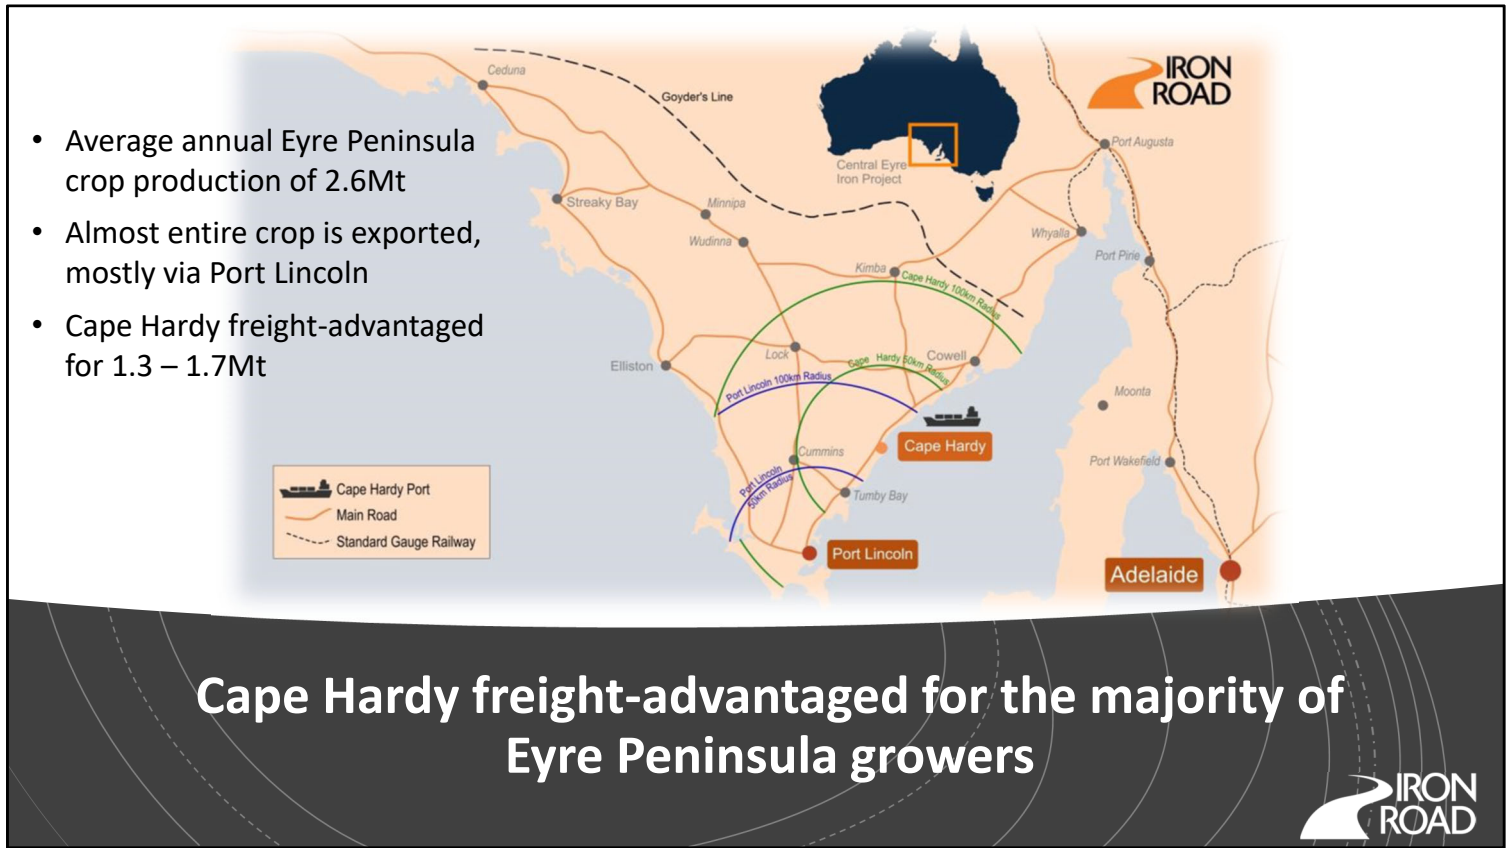 • Average annual Eyre Peninsula
crop production of 2.6Mt
• Almost entire crop is exported,
mostly via Port Lincoln
• Cape Hardy freight-advantaged
for 1.3 – 1.7Mt
Ceduna
Goyder's Line
IRON
ROAD
Central Eyre
Iron Project
Port Augusta
Streaky Bay
Minnipa
Wudinna
Whyalla
Port Pirie
Kimba
Cape Hardy 100km Radius
Lock
Cape Hardy 50km Radius
Cowell
Elliston
Port Lincoln 100km Radius
Moonta
Cape Hardy
Cummins
Port Wakefield
Port Lincoln
50km Radius
Tumby Bay
Cape Hardy Port
Main Road
Standard Gauge Railway
Port Lincoln
Adelaide
Cape Hardy freight-advantaged for the majority of
Eyre Peninsula growers
IRON
ROAD